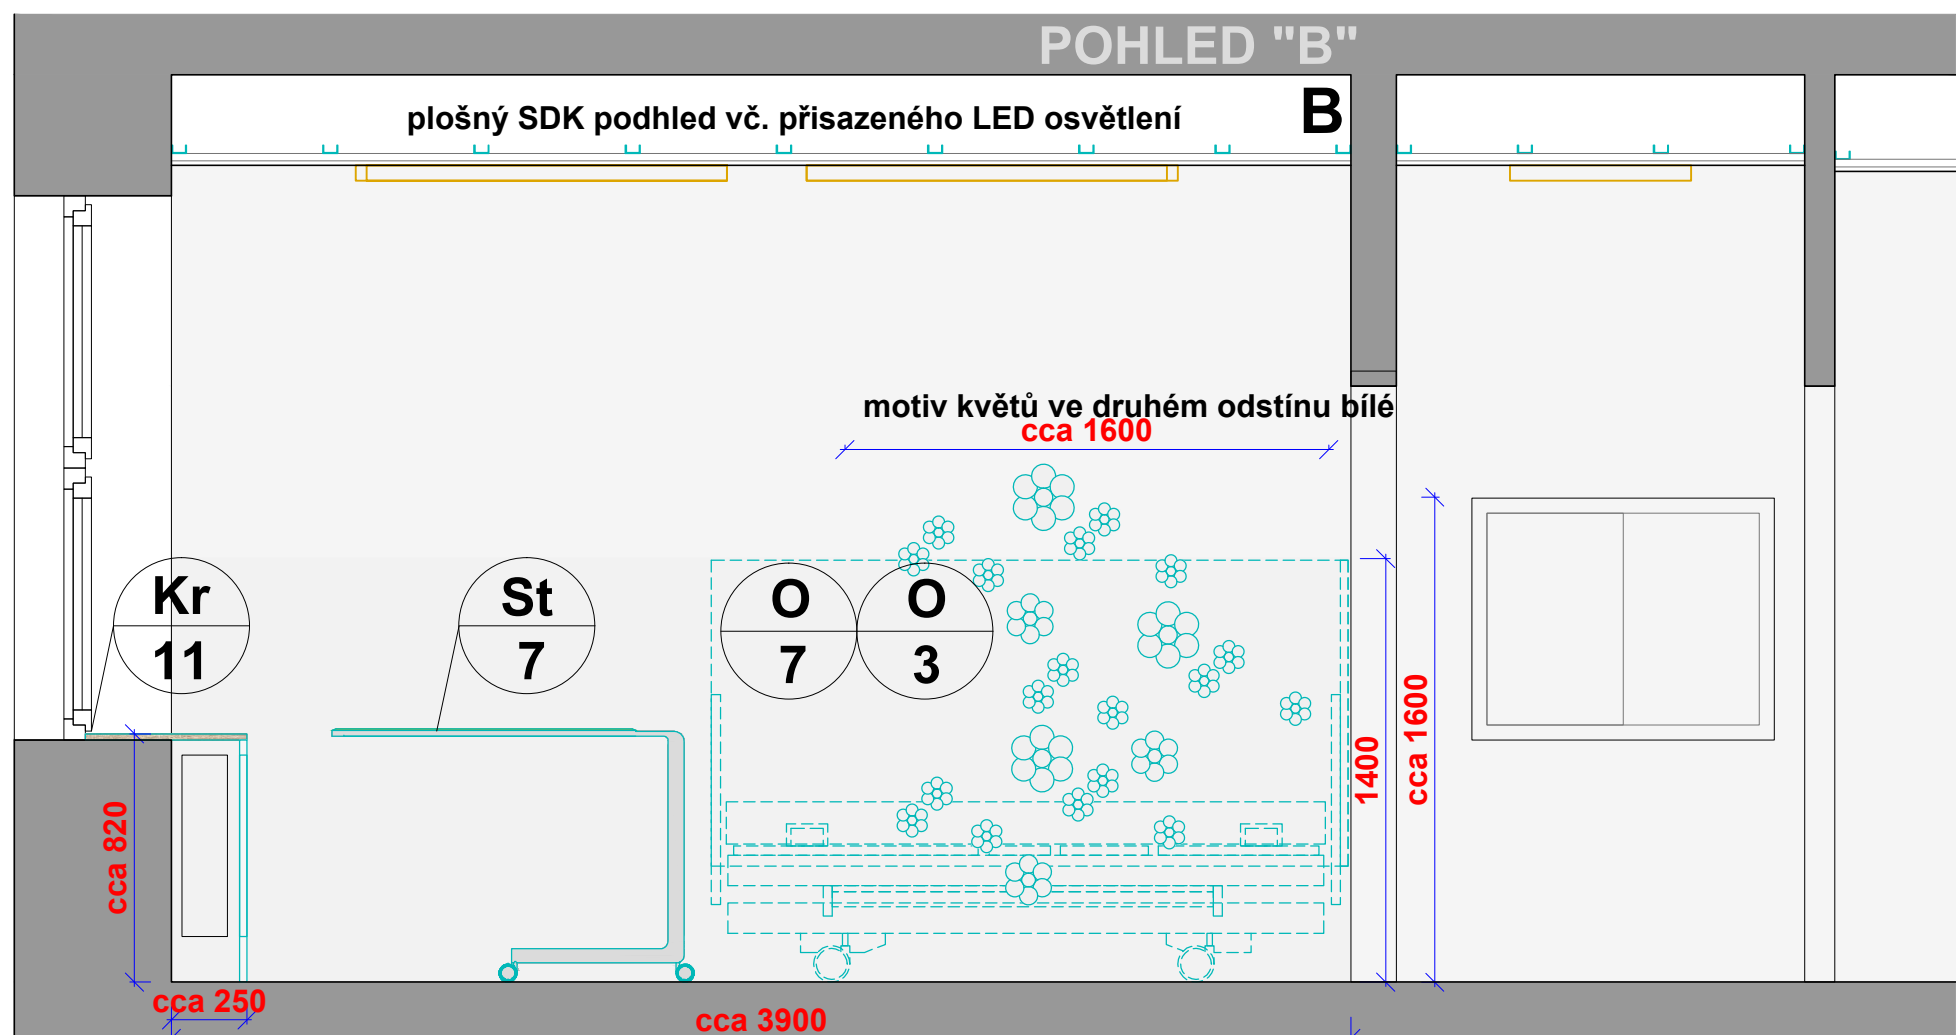 POHLED "B"
plošný SDK podhled vč. přisazeného LED osvětlení
B
motiv květů ve druhém odstínu bílé
cca 1600
Kr
11
St
7
O
7
O
3
1400
cca 1600
cca 820
cca 250
cca 3900